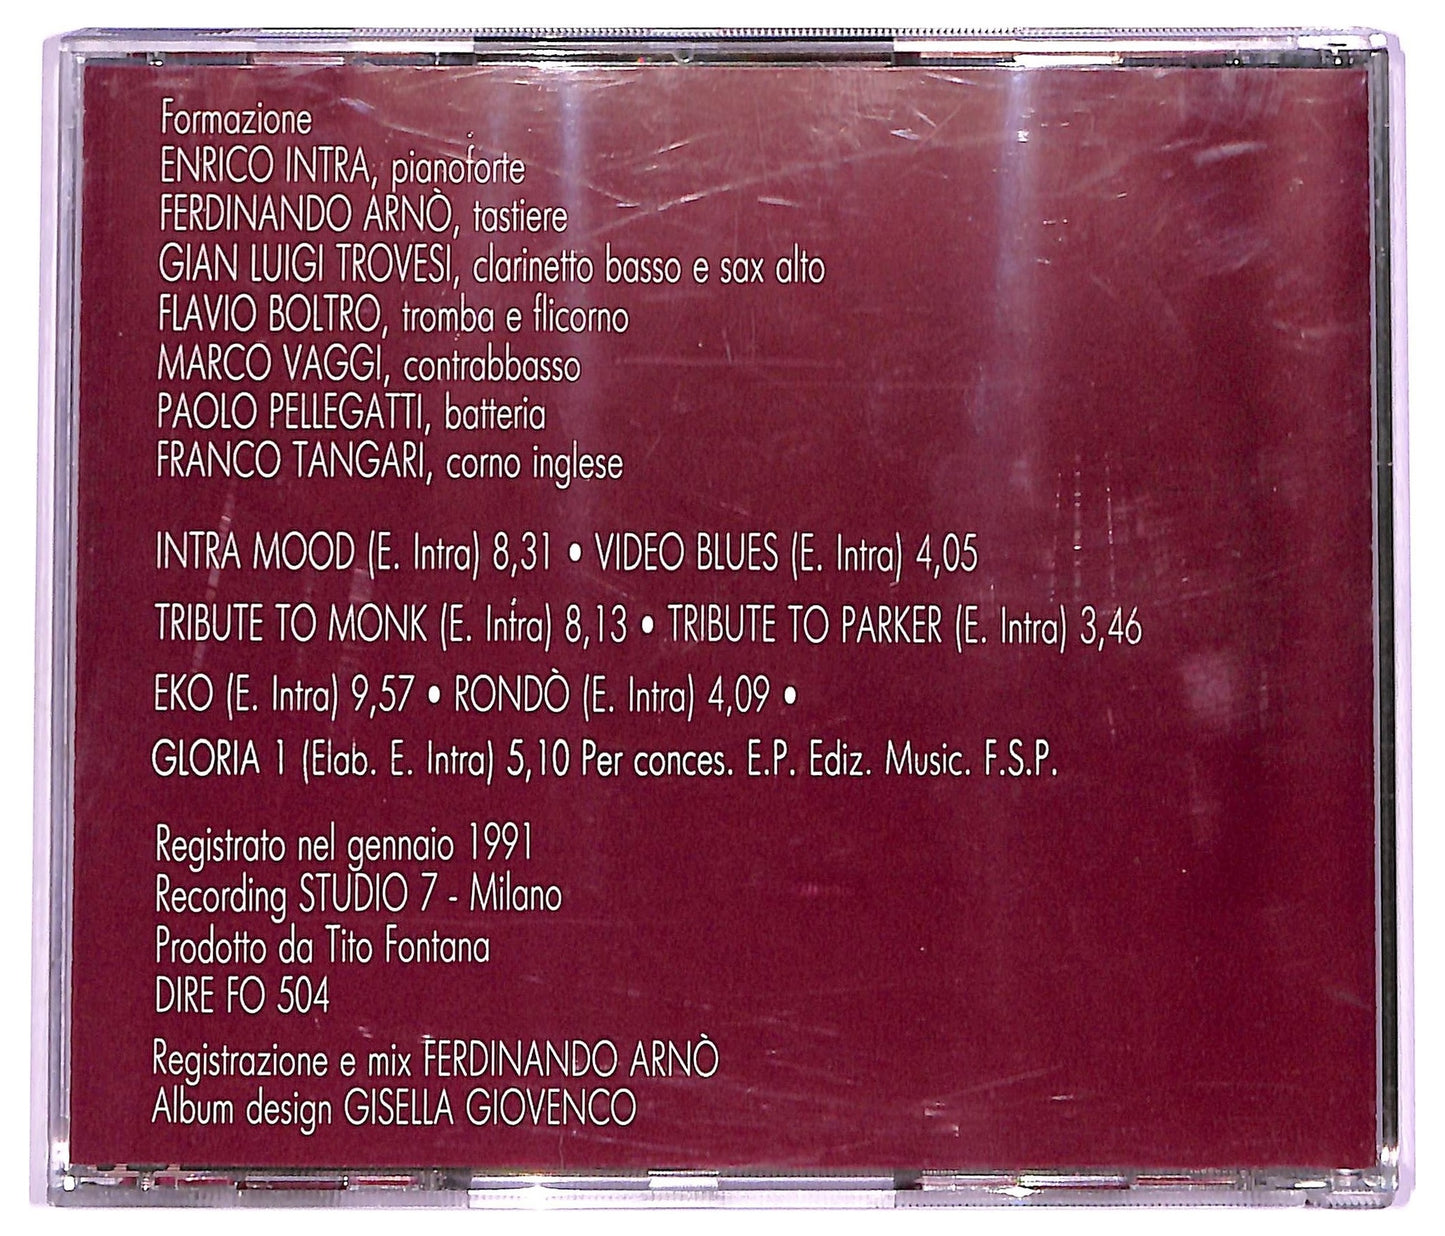 Formazione
ENRICO INTRA, pianoforte
FERDINANDO ARNÒ, tastiere
GIAN LUIGI TROVESI, clarinetto basso e sax alto
FLAVIO BOLTRO, tromba e flicorno
MARCO VAGGI, contrabbasso
PAOLO PELLEGATTI, batteria
FRANCO TANGARI, corno inglese
INTRA MOOD (E. Intra) 8,31 • VIDEO BLUES (E. Intra) 4,05
TRIBUTE TO MONK (E. Intra) 8,13 • TRIBUTE TO PARKER (E. Intra) 3,46
EKO (E. Intra) 9,57 • RONDÒ (E. Intra) 4,09 •
GLORIA 1 (Elab. E. Intra) 5,10 Per conces. E.P. Ediz. Music. F.S.P.
Registrato nel gennaio 1991
Recording STUDIO 7 - Milano
Prodotto da Tito Fontana
DIRE FO 504
Registrazione e mix FERDINANDO ARNÒ
Album design GISELLA GIOVENCO